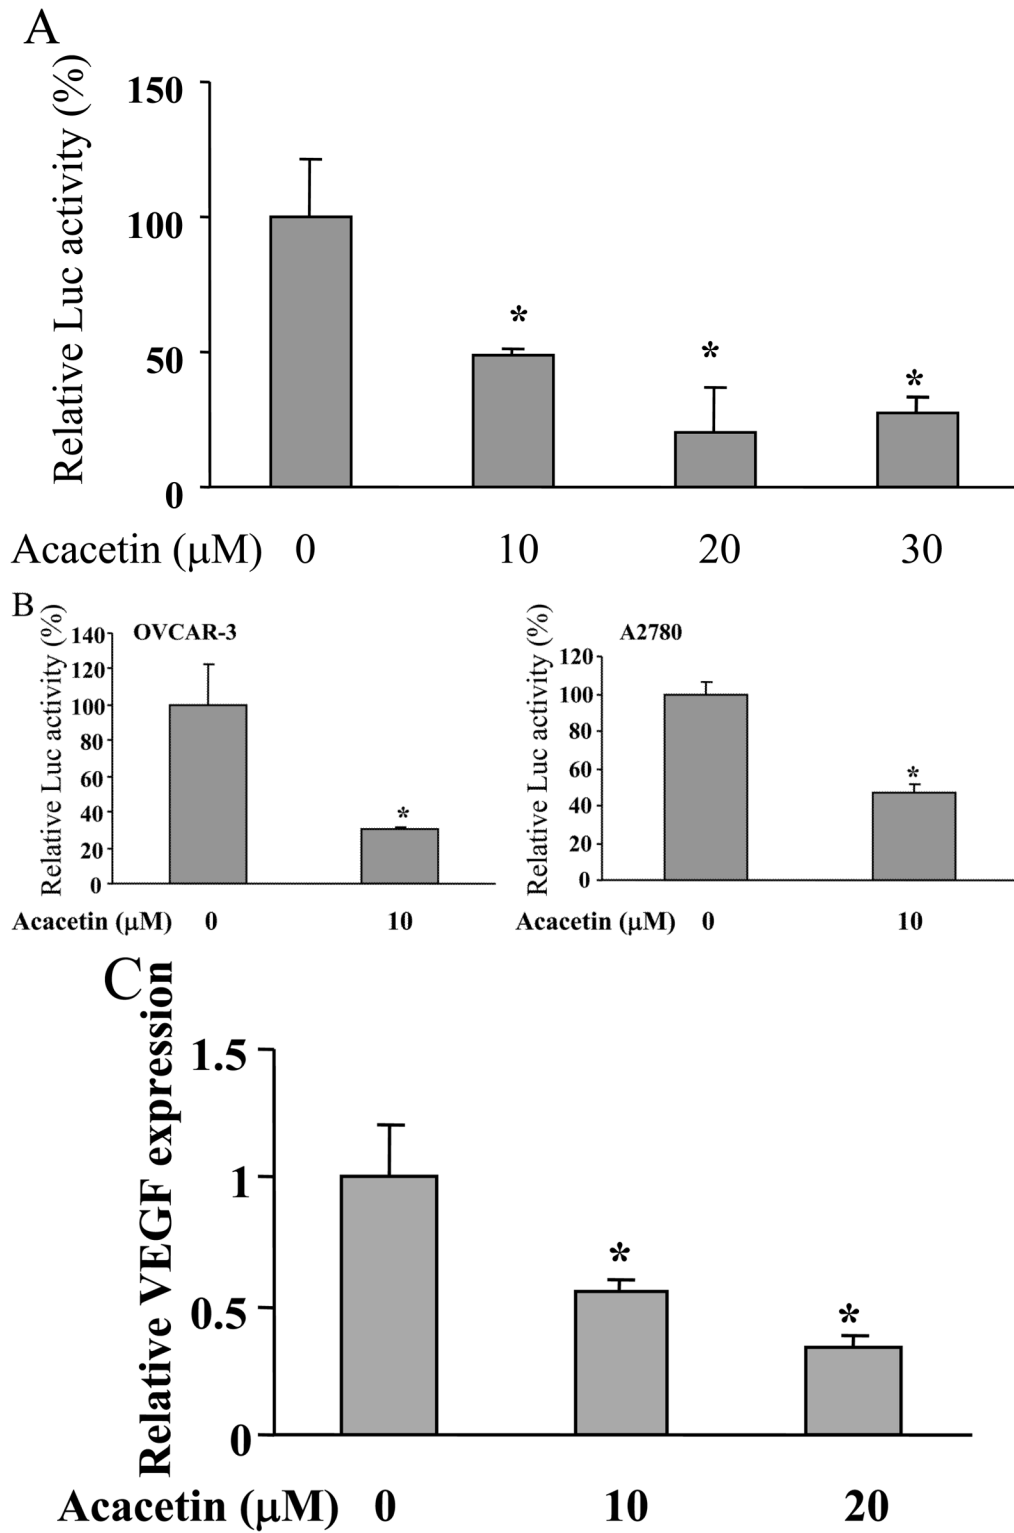 A
Relative Luc activity (%)
150
100
50
0
*
*
*
Acacetin (μM) 0 10 20 30
B
Relative Luc activity (%)
OVCAR-3
140
120
100
80
60
40
20
0
*
Acacetin (μM) 0 10
Relative Luc activity (%)
A2780
120
100
80
60
40
20
0
*
Acacetin (μM) 0 10
C
Relative VEGF expression
1.5
1
0.5
0
*
*
Acacetin (μM) 0 10 20